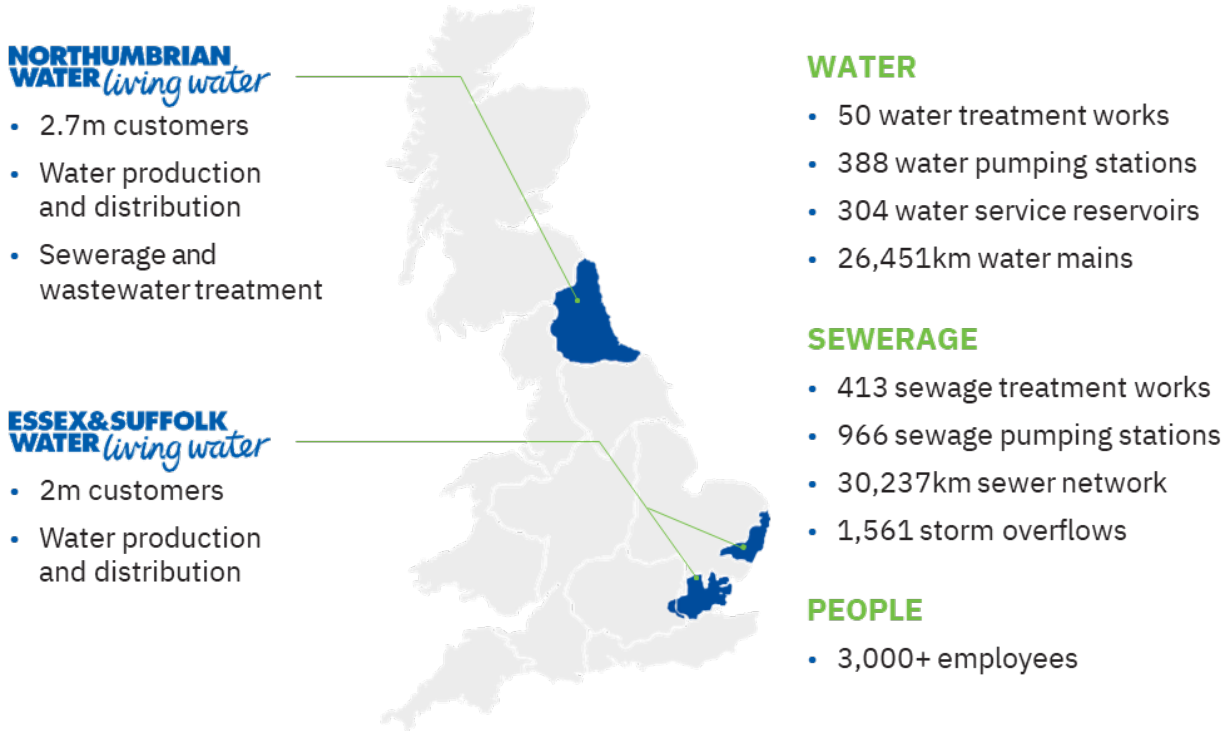 NORTHUMBRIAN
WATER living water
• 2.7m customers
• Water production
and distribution
• Sewerage and
wastewater treatment
ESSEX&SUFFOLK
WATER living water
• 2m customers
• Water production
and distribution
WATER
• 50 water treatment works
• 388 water pumping stations
• 304 water service reservoirs
• 26,451km water mains
SEWERAGE
• 413 sewage treatment works
• 966 sewage pumping stations
• 30,237km sewer network
• 1,561 storm overflows
PEOPLE
• 3,000+ employees